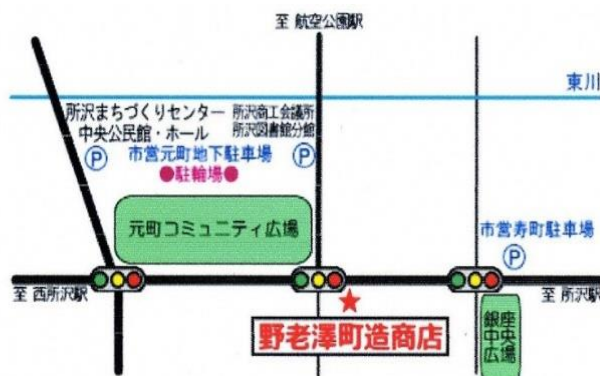 至 航空公園駅
東川
所沢まちづくりセンター
中央公民館・ホール
所沢商工会議所
所沢図書館分館
P
市営元町地下駐車場
P
●駐輪場●
元町コミュニティ広場
市営寿町駐車場
P
至 西所沢駅
至 所沢駅
野老澤町造商店
銀座
中央
広場